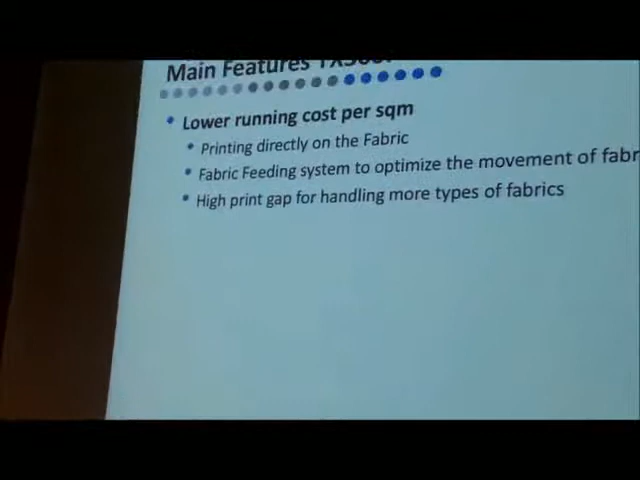 Main Features
Lower running cost per sqm
Printing directly on the Fabric
Fabric Feeding system to optimize the movement of fabr
High print gap for handling more types of fabrics